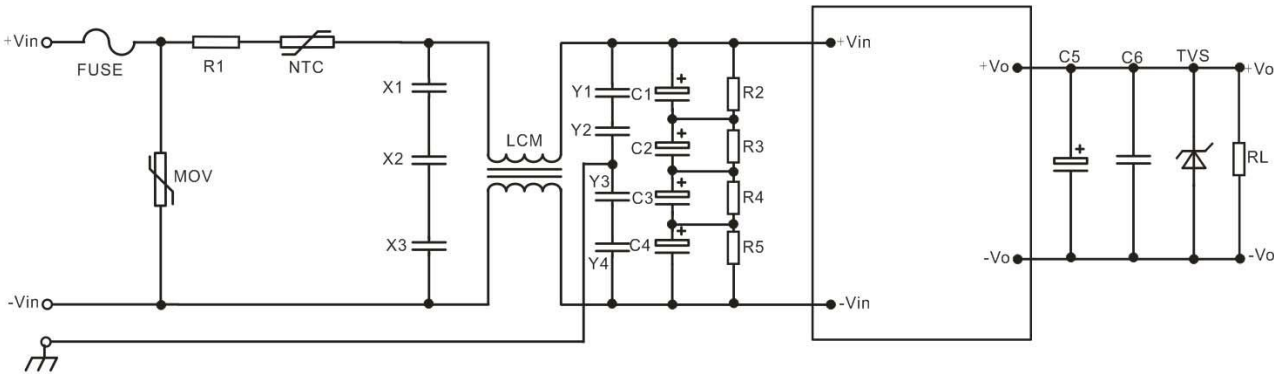 +Vin
FUSE
R1
NTC
MOV
-Vin
X1
X2
X3
LCM
Y1
Y2
Y3
Y4
C1
+
C2
+
C3
+
C4
+
R2
R3
R4
R5
+Vin
-Vin
+Vo
-Vo
C5
+
C6
TVS
RL
+Vo
-Vo